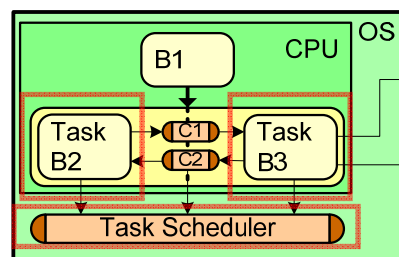 OS
CPU
B1
C1
Task
B2
C2
Task
B3
Task Scheduler